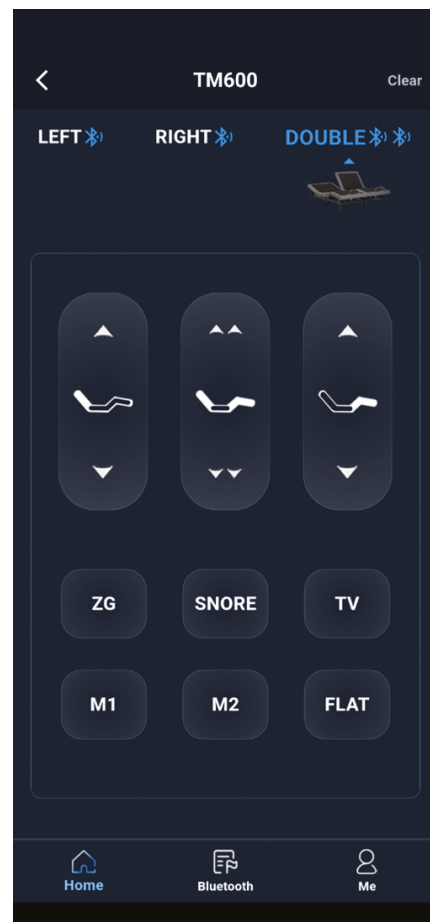 TM600 Clear
LEFT RIGHT DOUBLE
ZG SNORE TV
M1 M2 FLAT
Home Bluetooth Me